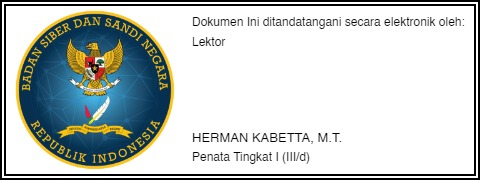 BADAN SIBER DAN SANDI NEGARA
REPUBLIK INDONESIA
Dokumen Ini ditandatangani secara elektronik oleh:
Lektor
HERMAN KABETTA, M.T.
Penata Tingkat I (III/d)